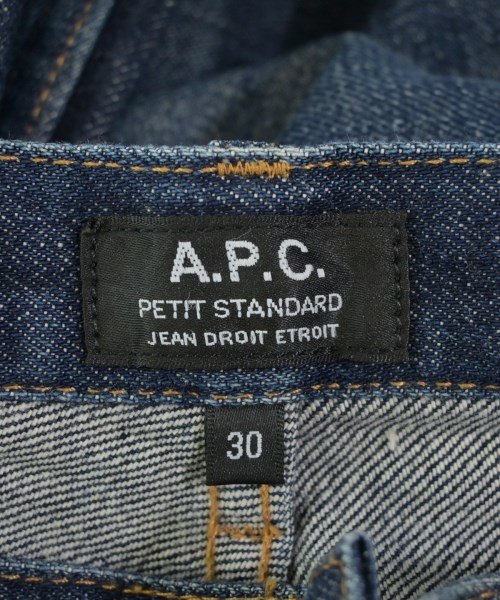 A.P.C.
PETIT STANDARD
JEAN DROIT ETROIT
30